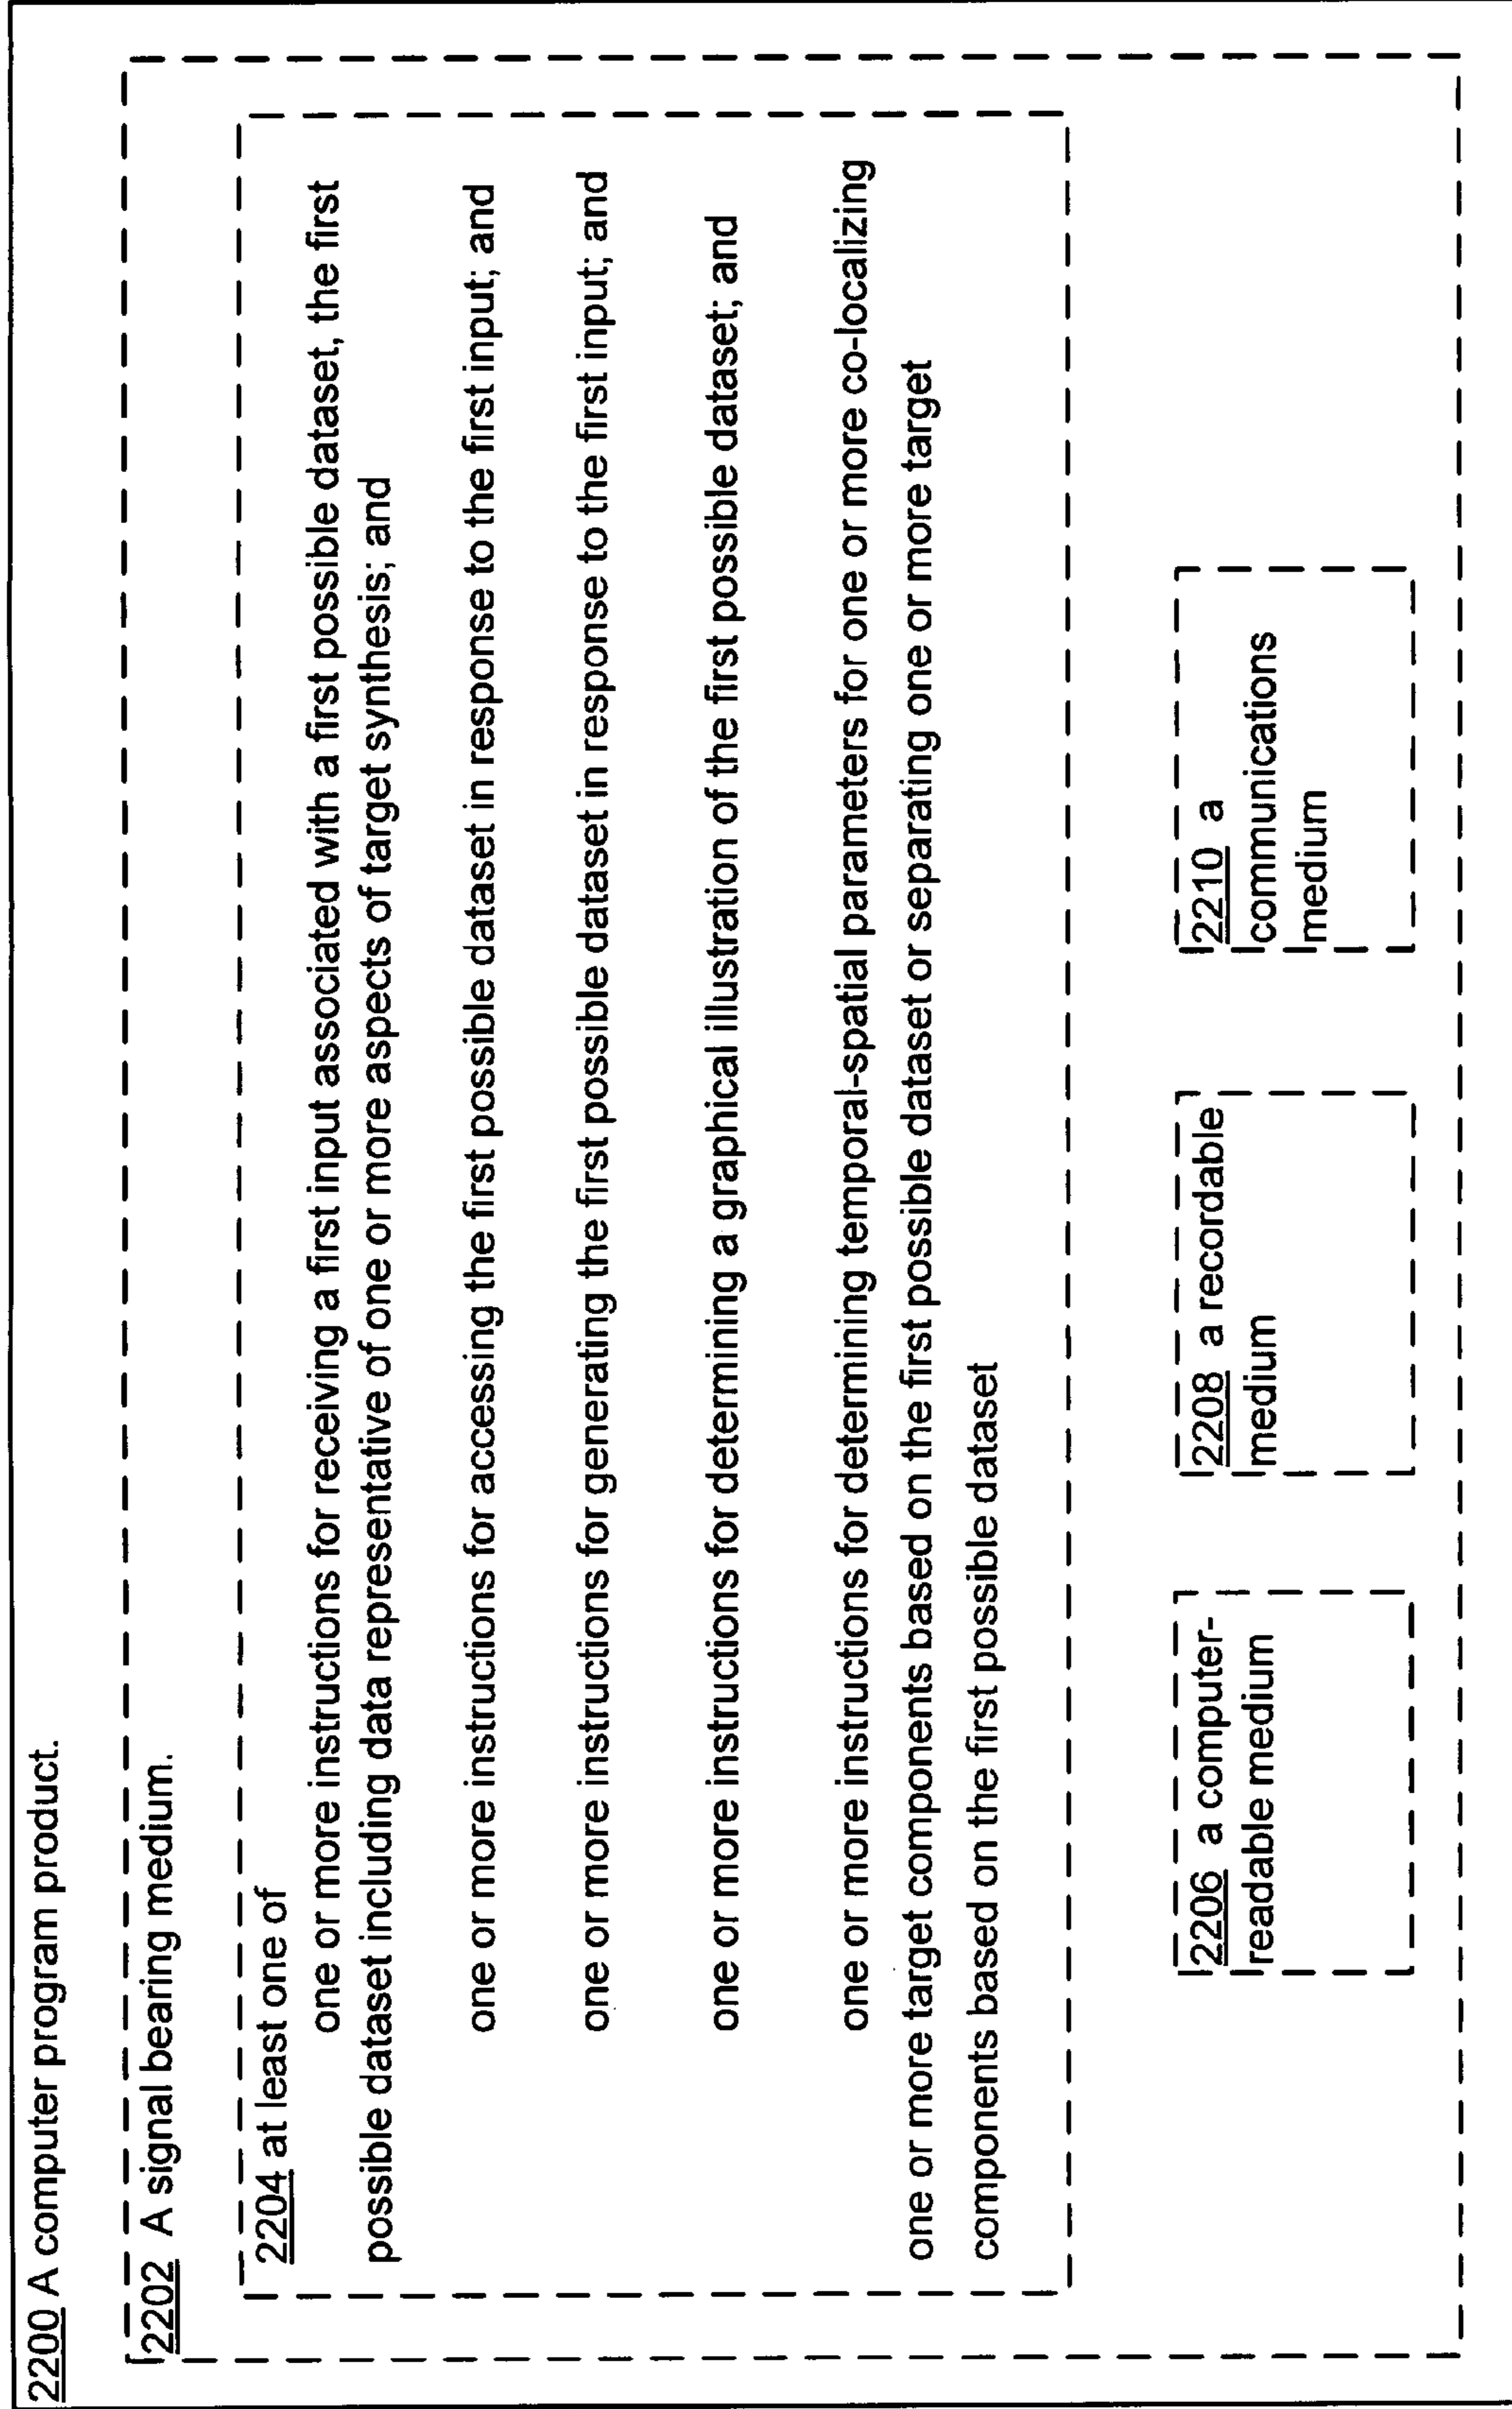 2200 A computer program product.
2202 A signal bearing medium.
2204 at least one of
one or more instructions for receiving a first input associated with a first possible dataset, the first
possible dataset including data representative of one or more aspects of target synthesis; and
one or more instructions for accessing the first possible dataset in response to the first input; and
one or more instructions for generating the first possible dataset in response to the first input; and
one or more instructions for determining a graphical illustration of the first possible dataset; and
one or more instructions for determining temporal-spatial parameters for one or more co-localizing
one or more target components based on the first possible dataset or separating one or more target
components based on the first possible dataset
2206 a computer-
readable medium
2208 a recordable
medium
2210 a
communications
medium